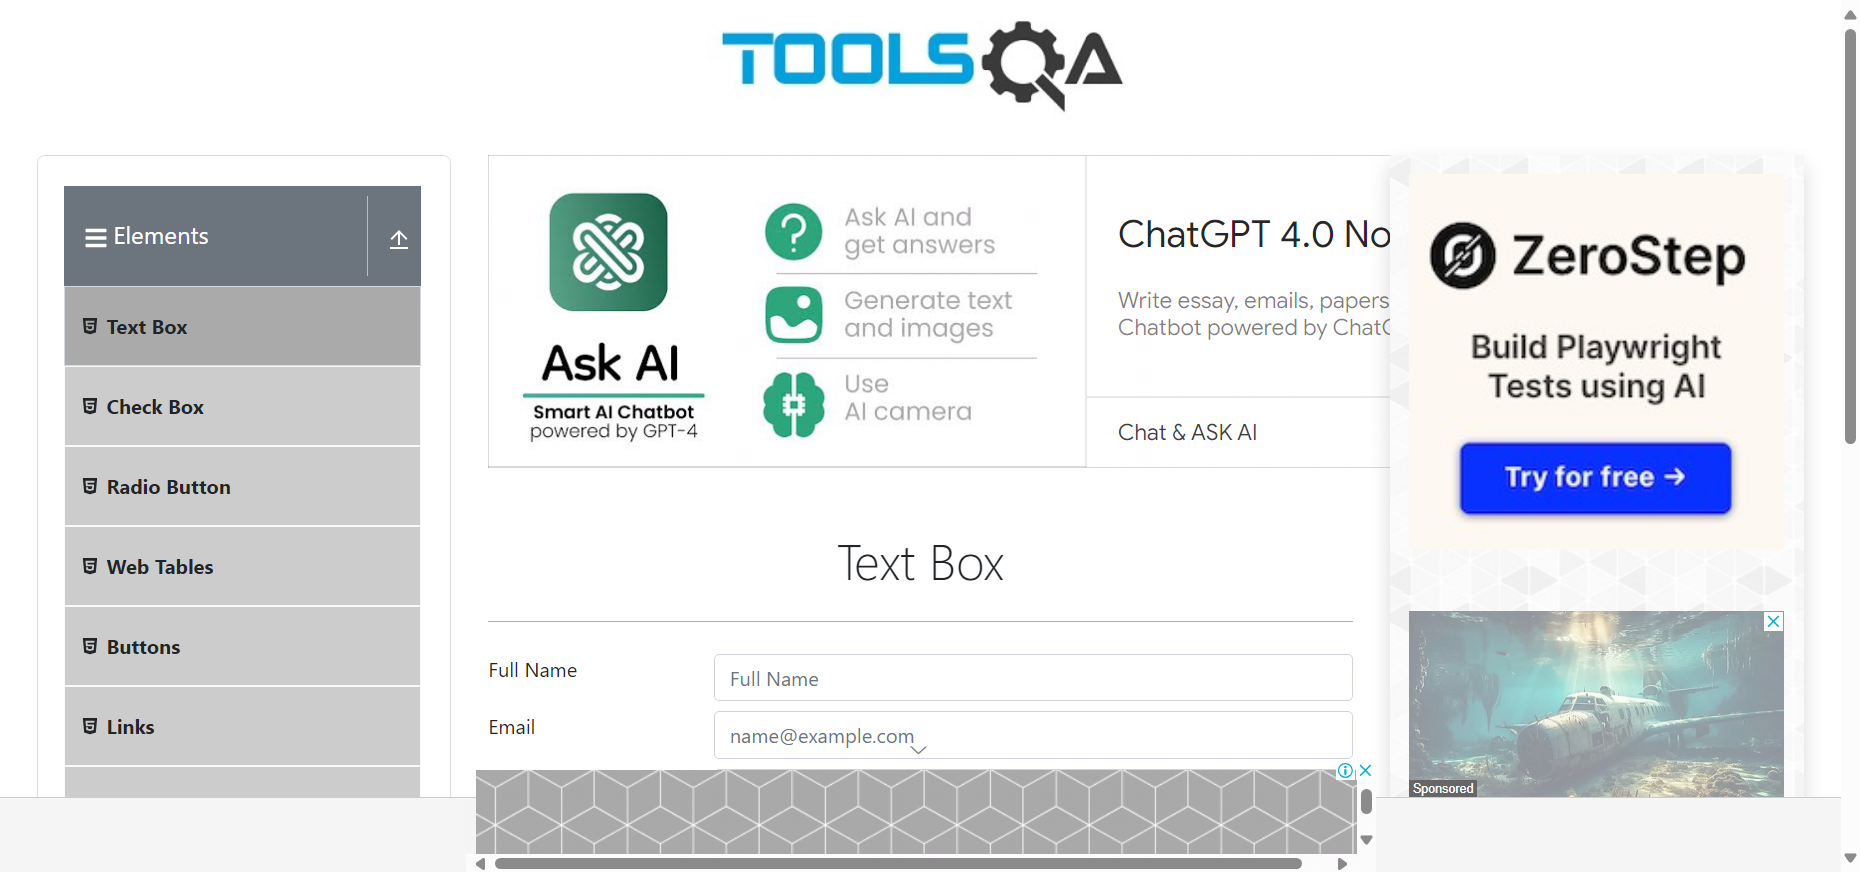 TOOLSQA
Elements
Text Box
Check Box
Radio Button
Web Tables
Buttons
Links
Ask AI
Smart AI Chatbot
powered by GPT-4
Ask AI and
get answers
Generate text
and images
Use
AI camera
ChatGPT 4.0 No
Write essay, emails, papers
Chatbot powered by Chat
Chat & ASK AI
Text Box
Full Name
Full Name
Email
name@example.com
ZeroStep
Build Playwright
Tests using AI
Try for free →
Sponsored